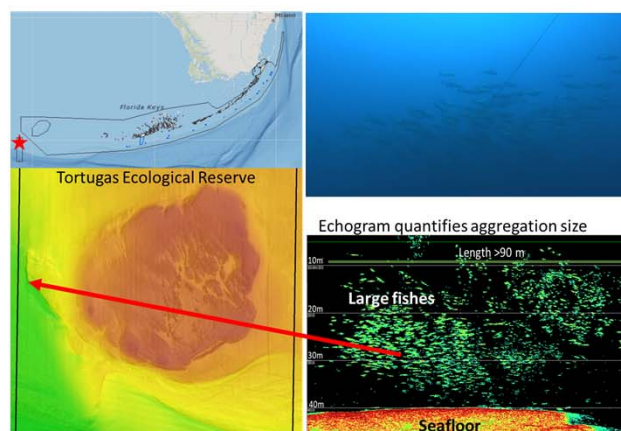 Miami
Florida Keys
Tortugas Ecological Reserve
Echogram quantifies aggregation size
Length >90 m
10m
Large fishes
20m
30m
40m
Seafloor